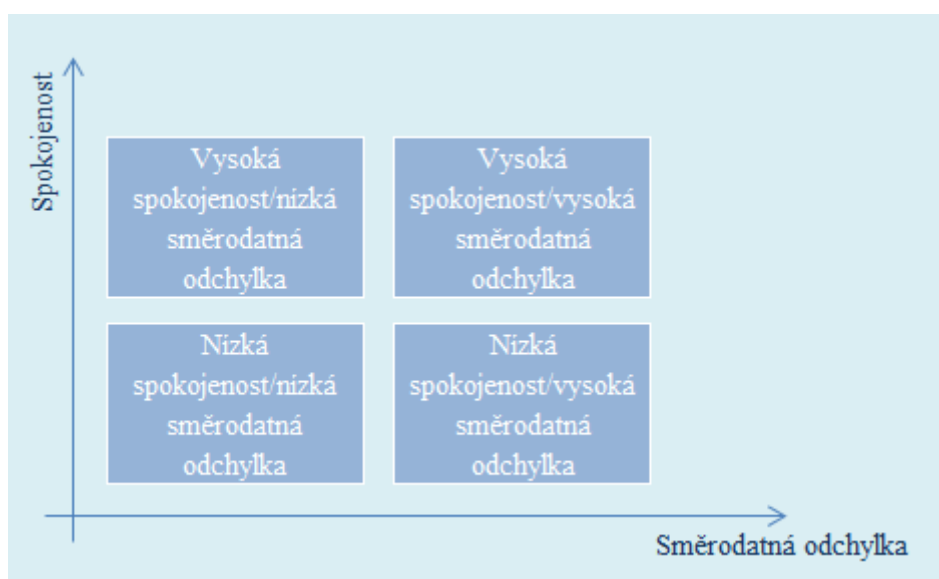 Spokojenost
Vysoká
spokojenost/nízká
směrodatná
odchylka
Vysoká
spokojenost/vysoká
směrodatná
odchylka
Nízká
spokojenost/nízká
směrodatná
odchylka
Nízká
spokojenost/vysoká
směrodatná
odchylka
Směrodatná odchylka